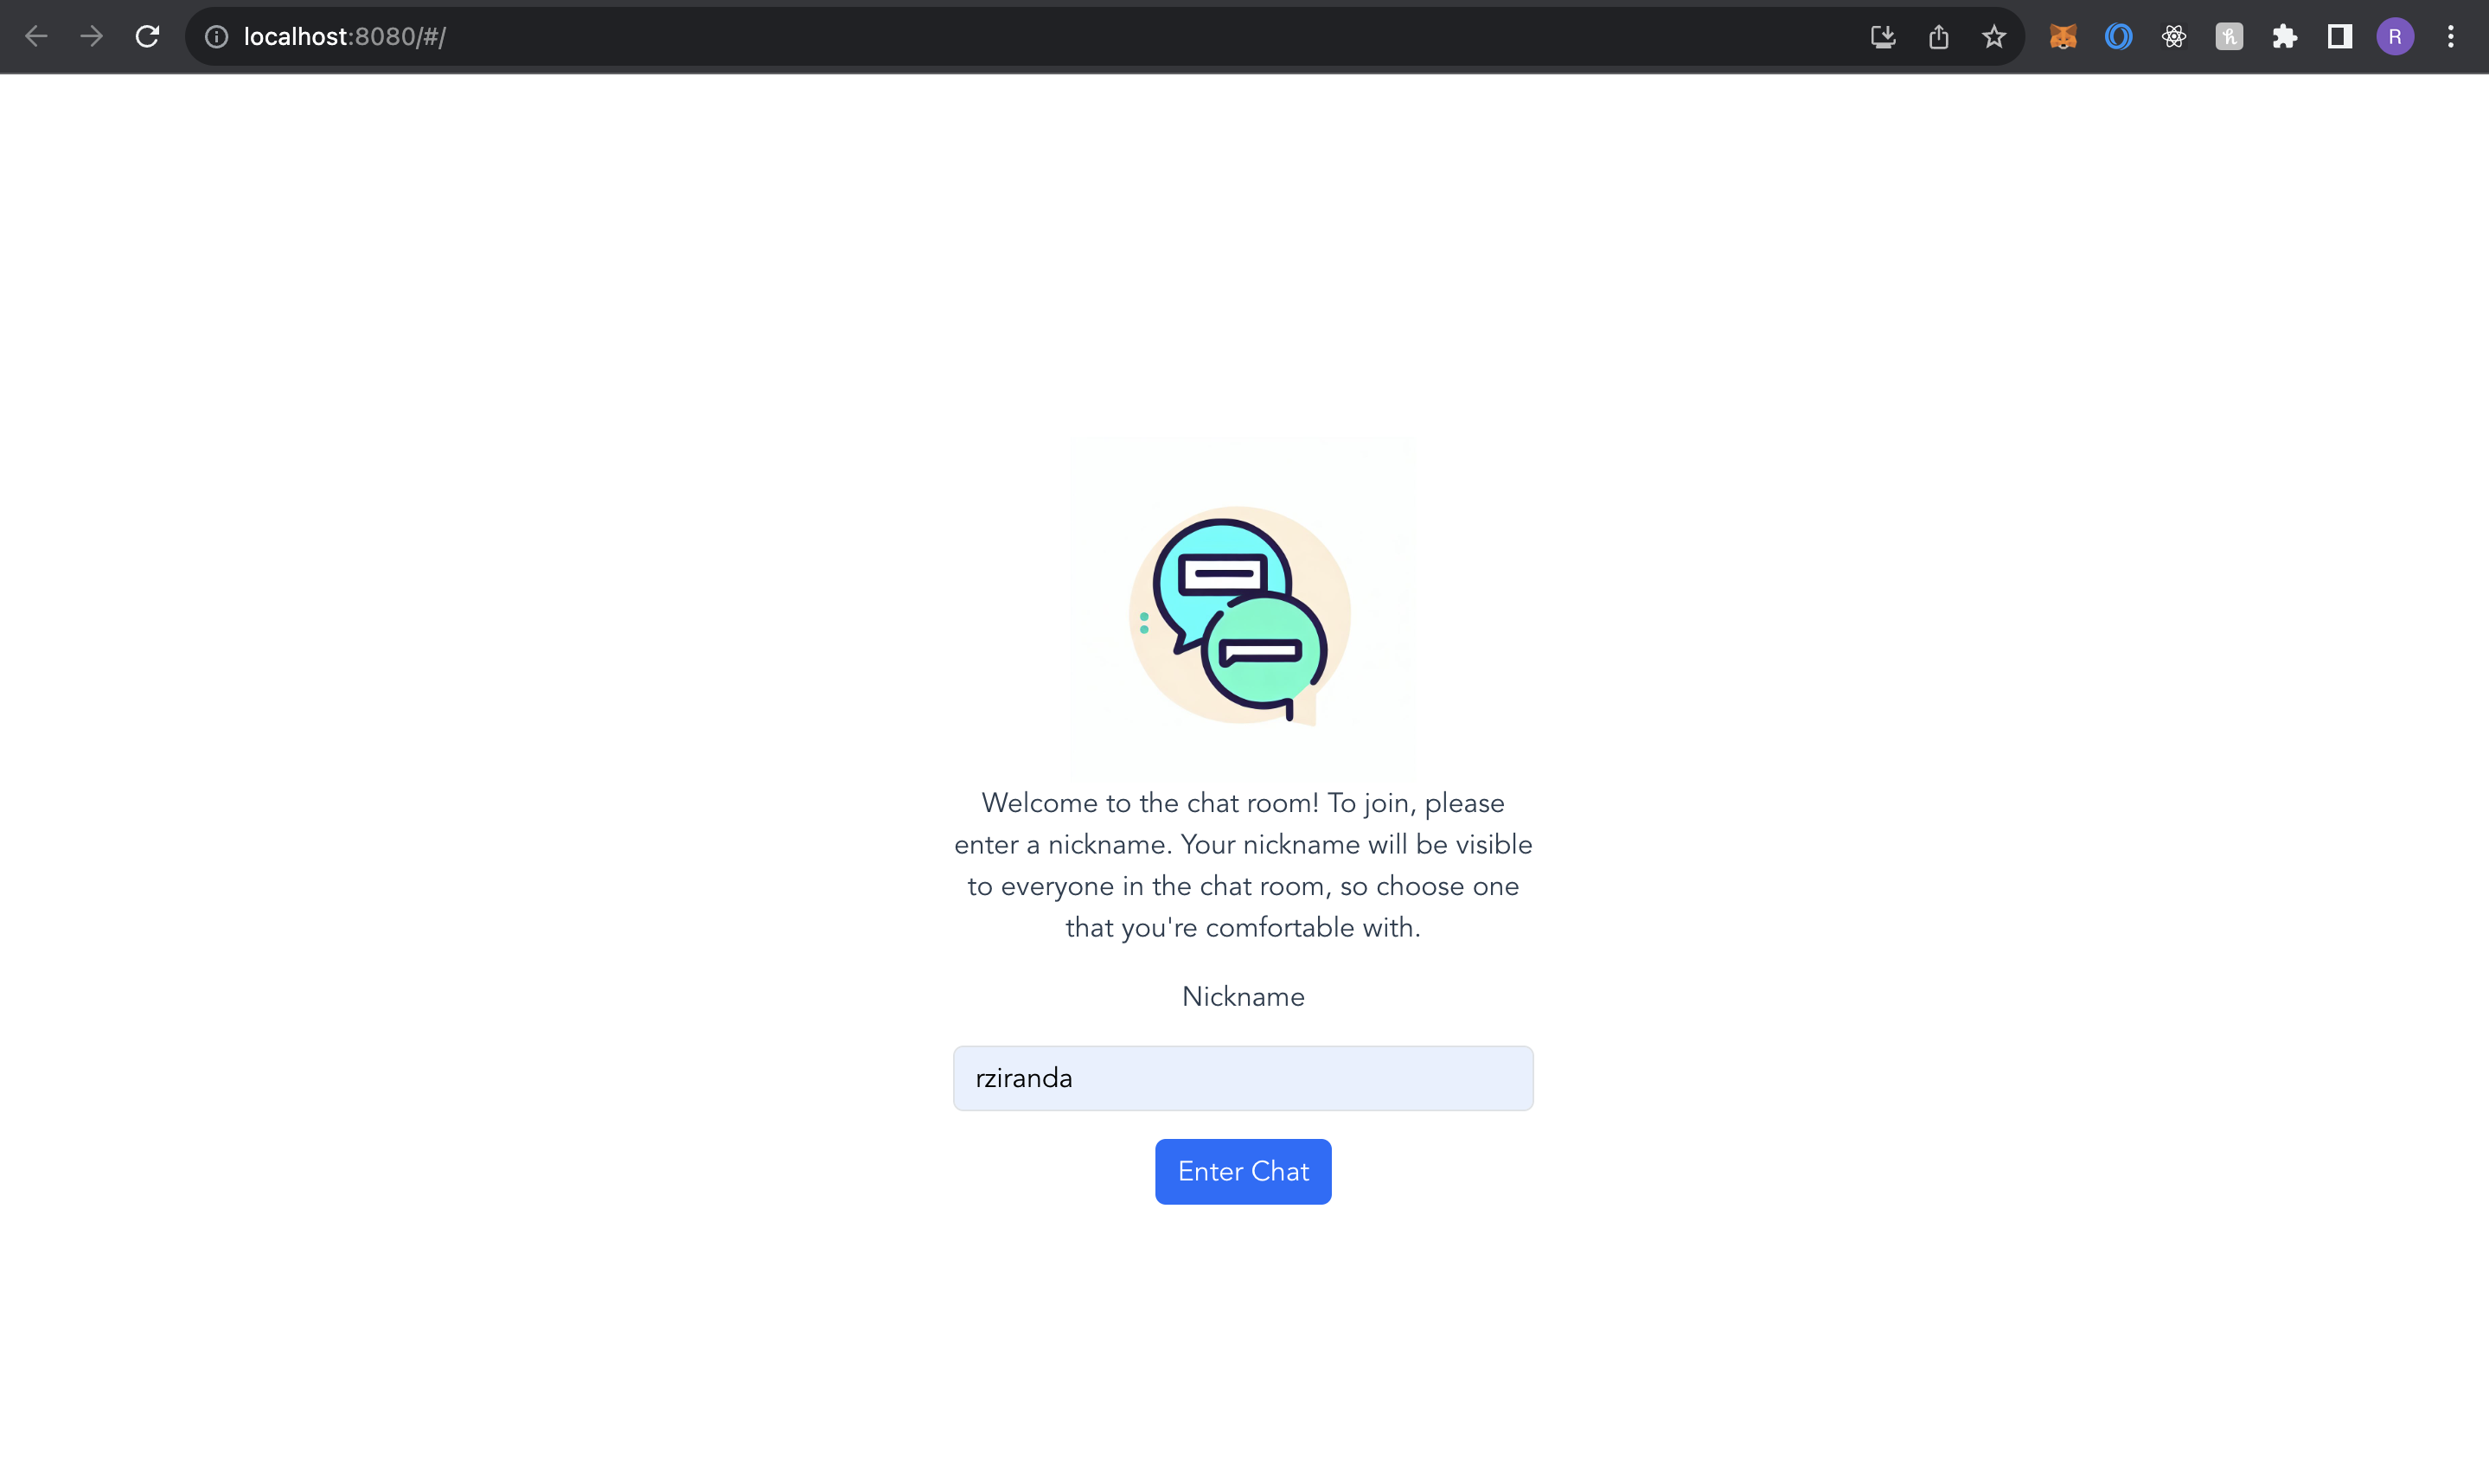 localhost:8080/#/
R
Welcome to the chat room! To join, please
enter a nickname. Your nickname will be visible
to everyone in the chat room, so choose one
that you're comfortable with.
Nickname
rziranda
Enter Chat